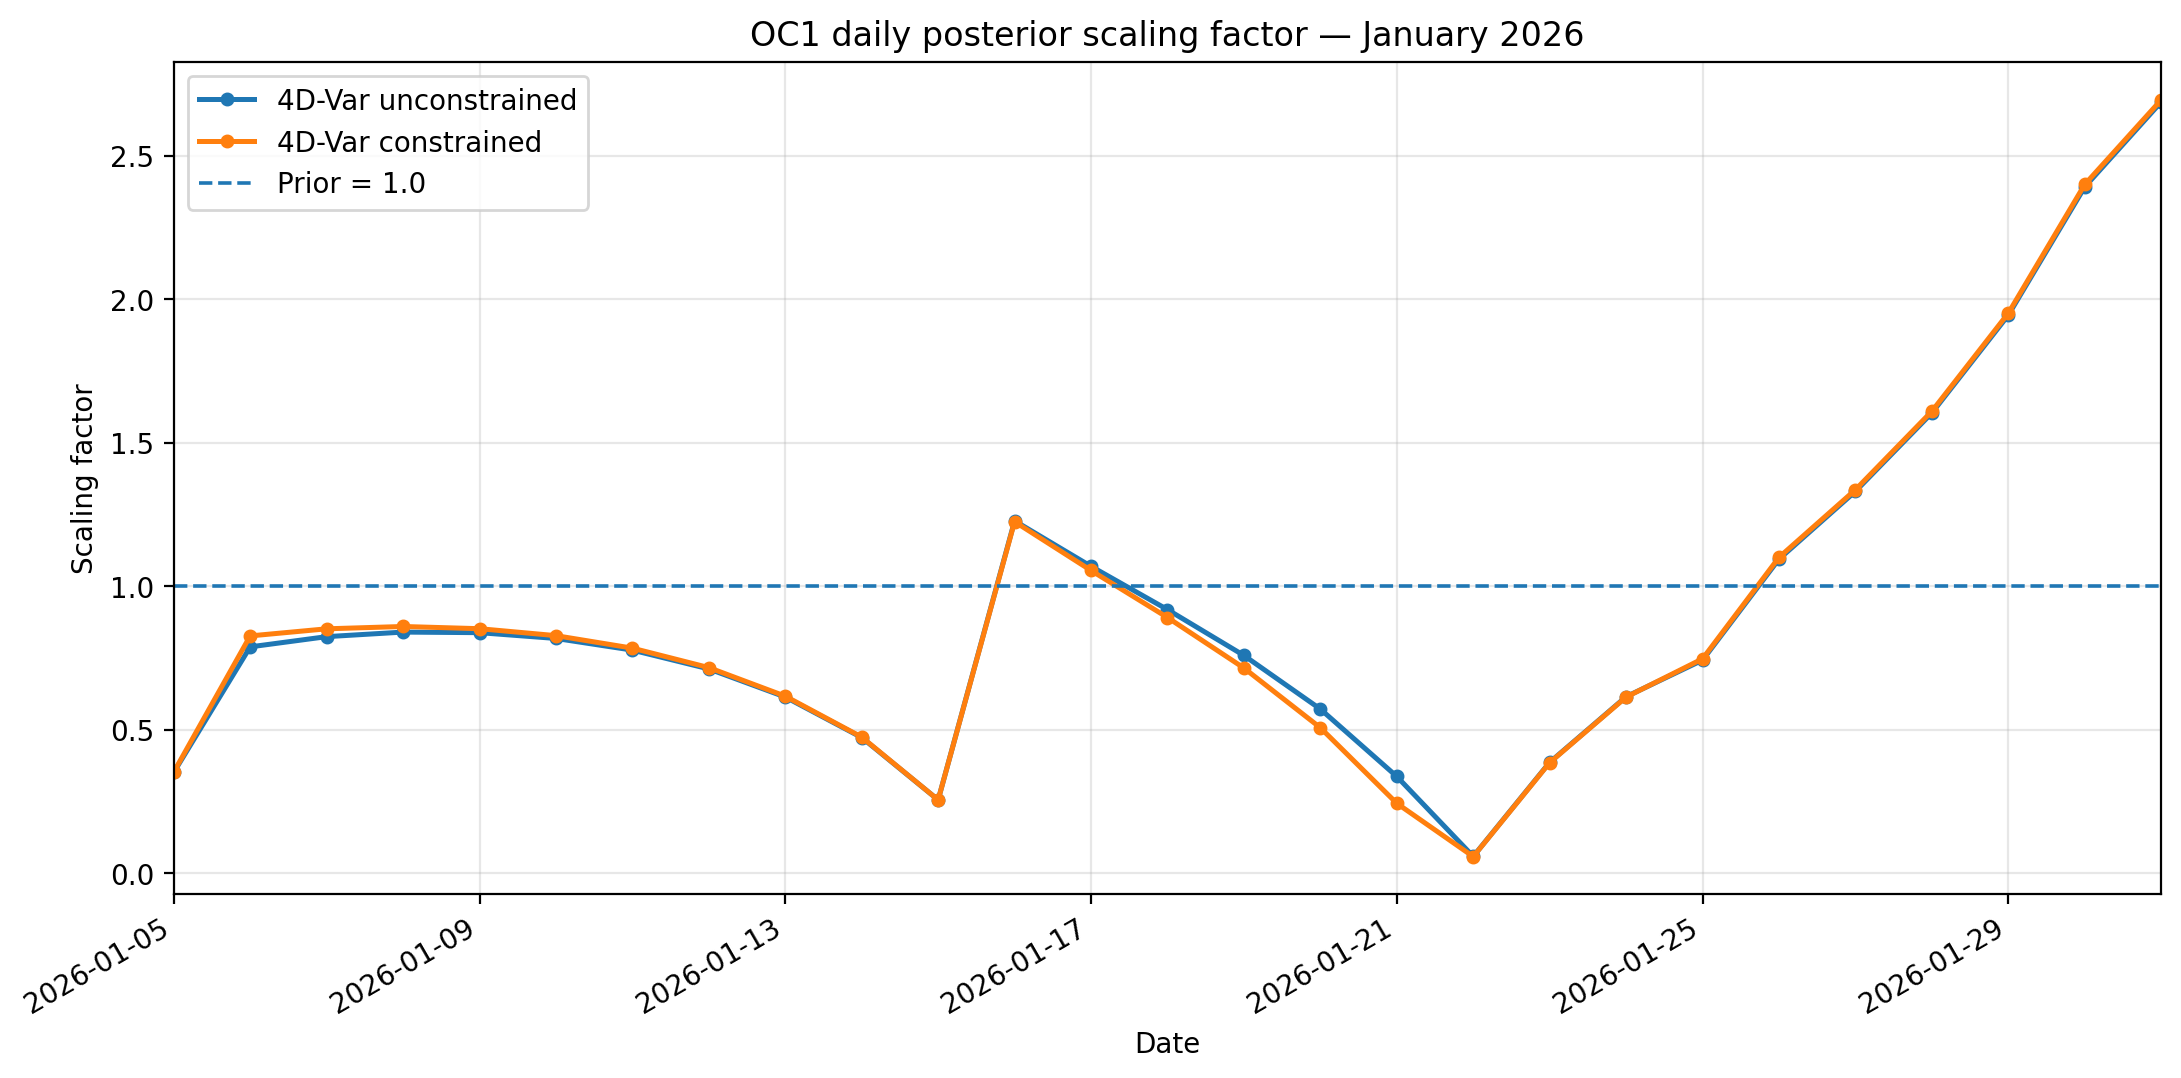 OC1 daily posterior scaling factor — January 2026
4D-Var unconstrained
4D-Var constrained
Prior = 1.0
Scaling factor
2.5
2.0
1.5
1.0
0.5
0.0
2026-01-05
2026-01-09
2026-01-13
2026-01-17
2026-01-21
2026-01-25
2026-01-29
Date